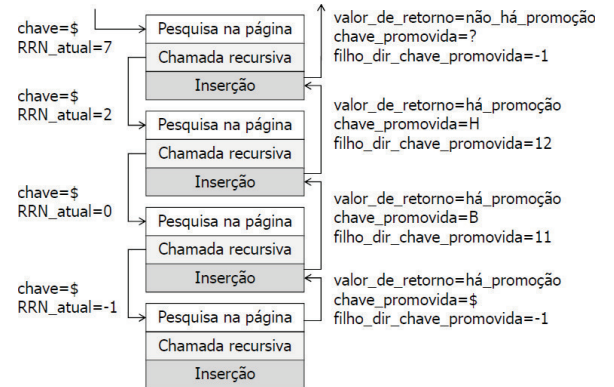 chave=$
RRN_atual=7
Pesquisa na página
Chamada recursiva
Inserção
valor_de_retorno=não_há_promoção
chave_promovida=?
filho_dir_chave_promovida=-1
chave=$
RRN_atual=2
Pesquisa na página
Chamada recursiva
Inserção
valor_de_retorno=há_promoção
chave_promovida=H
filho_dir_chave_promovida=12
chave=$
RRN_atual=0
Pesquisa na página
Chamada recursiva
Inserção
valor_de_retorno=há_promoção
chave_promovida=B
filho_dir_chave_promovida=11
chave=$
RRN_atual=-1
Pesquisa na página
Chamada recursiva
Inserção
valor_de_retorno=há_promoção
chave_promovida=$
filho_dir_chave_promovida=-1